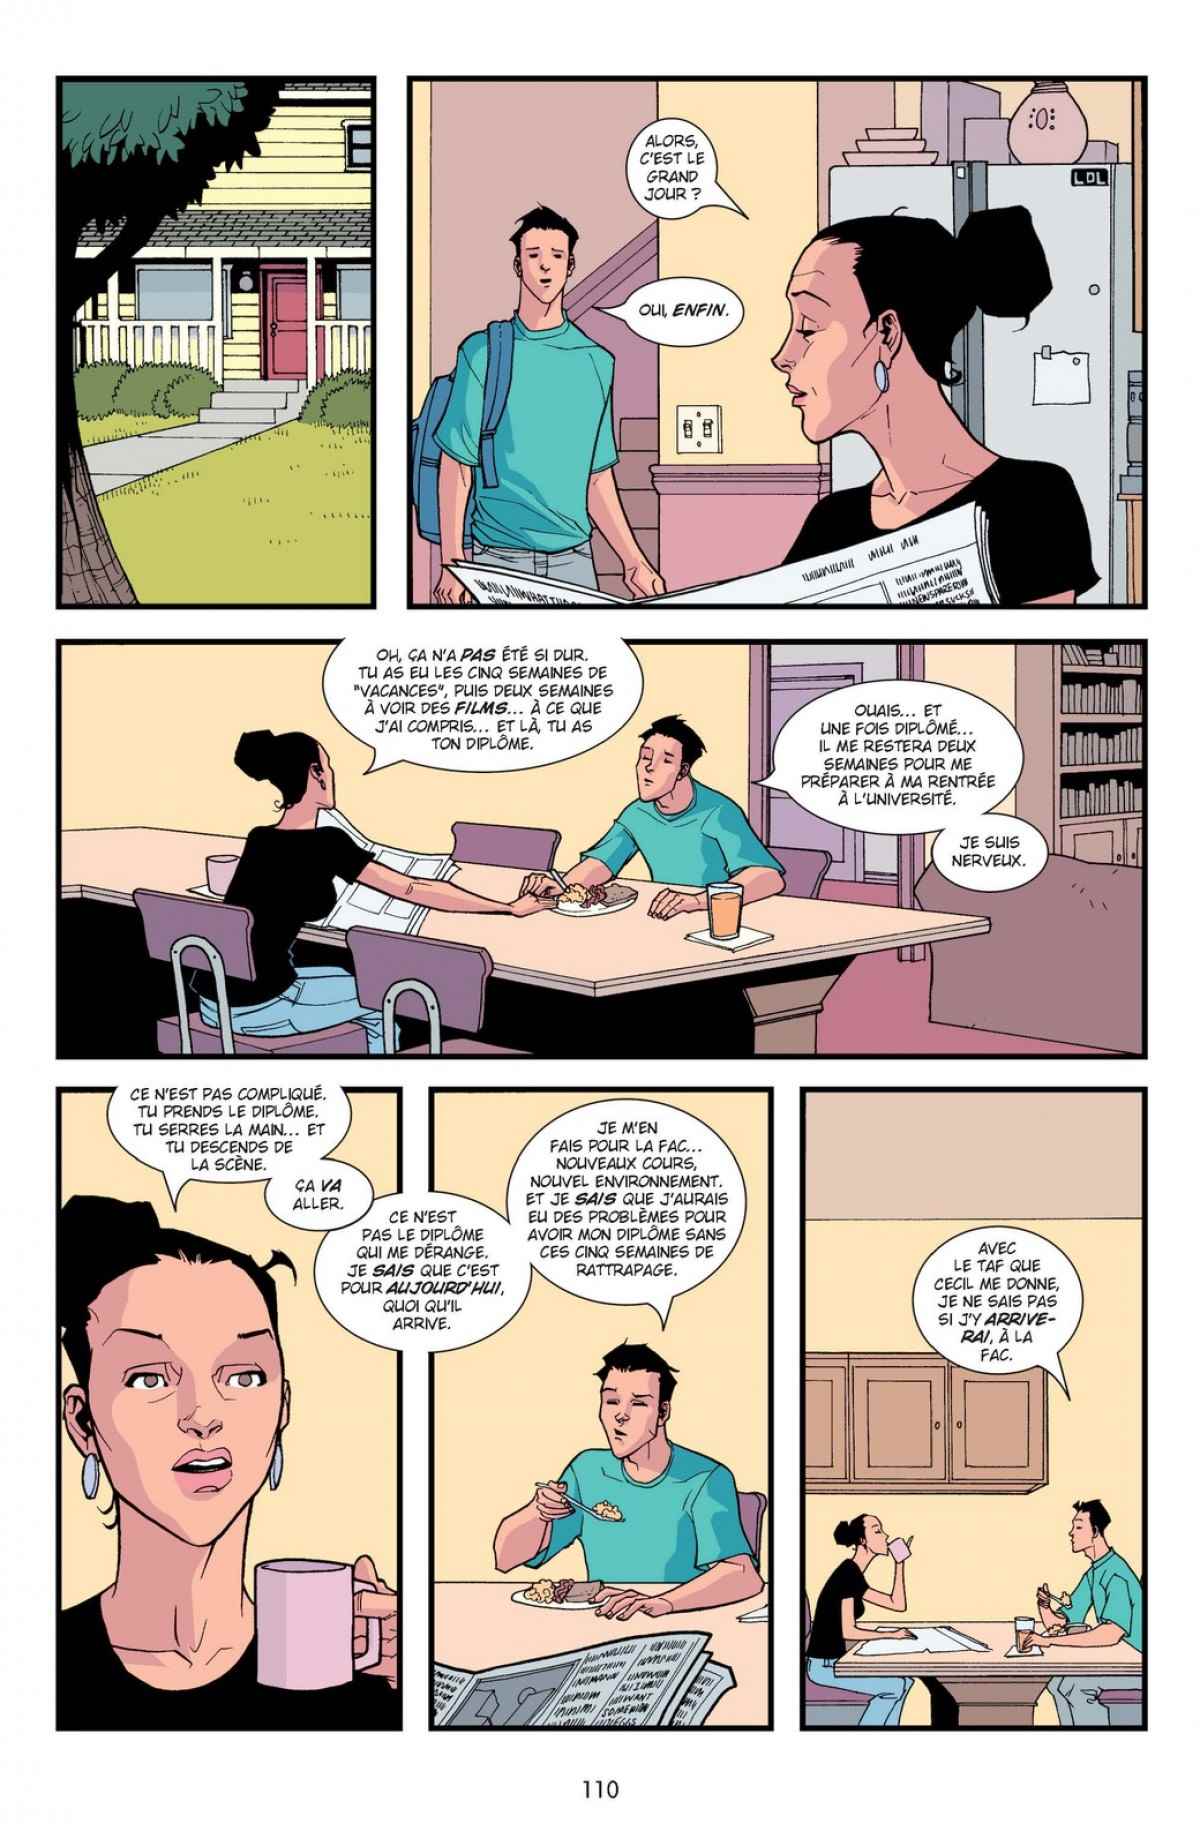 ALORS,
C'EST LE
GRAND
JOUR ?
OUI, ENFIN.
LDL
OH, ÇA N'A PAS ÉTÉ SI DUR.
TU AS EU LES CINQ SEMAINES DE
"VACANCES", PUIS DEUX SEMAINES
À VOIR DES FILMS... À CE QUE
J'AI COMPRIS... ET LÀ, TU AS
TON DIPLÔME.
OUAIS... ET
UNE FOIS DIPLÔMÉ...
IL ME RESTERA DEUX
SEMAINES POUR ME
PRÉPARER À MA RENTRÉE
À L'UNIVERSITÉ.
JE SUIS
NERVEUX.
CE N'EST PAS COMPLIQUÉ.
TU PRENDS LE DIPLÔME.
TU SERRES LA MAIN... ET
TU DESCENDS DE
LA SCÈNE.
ÇA VA
ALLER.
CE N'EST
PAS LE DIPLÔME
QUI ME DÉRANGE.
JE SAIS QUE C'EST
POUR AUJOURD'HUI,
QUOI QU'IL
ARRIVE.
JE M'EN
FAIS POUR LA FAC...
NOUVEAUX COURS,
NOUVEL ENVIRONNEMENT.
ET JE SAIS QUE J'AURAIS
EU DES PROBLÈMES POUR
AVOIR MON DIPLÔME SANS
CES CINQ SEMAINES DE
RATTRAPAGE.
AVEC
LE TAF QUE
CECIL ME DONNE,
JE NE SAIS PAS
SI J'Y ARRIVE-
RAI, À LA
FAC.
110